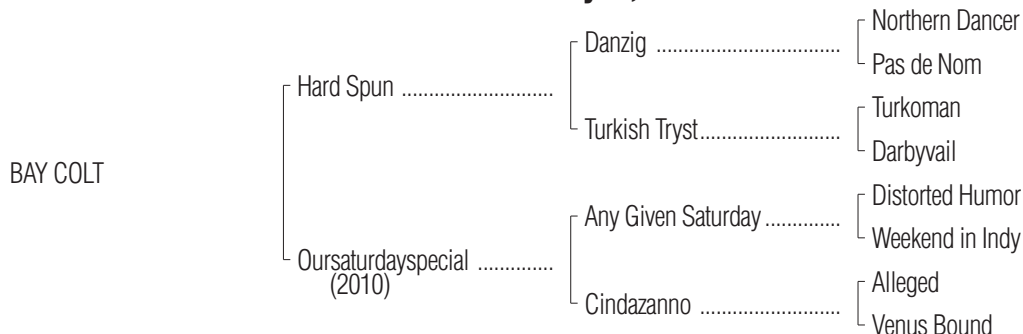 Northern Dancer
Danzig ........................................
Pas de Nom
Hard Spun .................................
Turkoman
Turkish Tryst...............................
Darbyvail
BAY COLT
Distorted Humor
Any Given Saturday ................
Weekend in Indy
Oursaturdayspecial ................
(2010)
Alleged
Cindazanno ...............................
Venus Bound